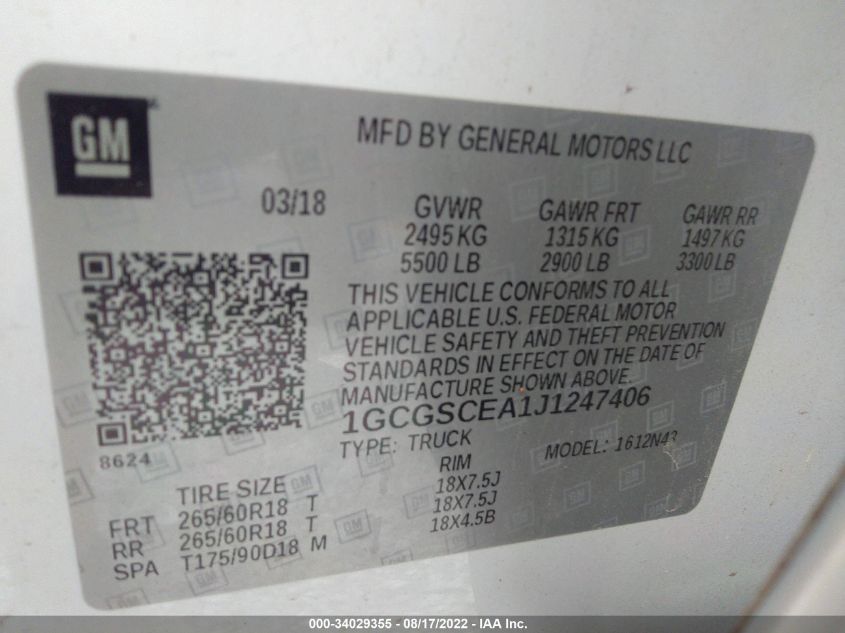 GM
MFD BY GENERAL MOTORS LLC
03/18 GVWR GAWR FRT GAWR RR
2495 KG 1315 KG 1497 KG
5500 LB 2900 LB 3300 LB
THIS VEHICLE CONFORMS TO ALL
APPLICABLE U.S. FEDERAL MOTOR
VEHICLE SAFETY AND THEFT PREVENTION
STANDARDS IN EFFECT ON THE DATE OF
MANUFACTURE SHOWN ABOVE.
1GCGSCEA1J1247406
8624 TYPE: TRUCK MODEL: 1612N43
TIRE SIZE RIM
FRT 265/60R18 T 18X7.5J
RR 265/60R18 T 18X7.5J
SPA T175/90D18 M 18X4.5B
000-34029355 - 08/17/2022 - IAA Inc.